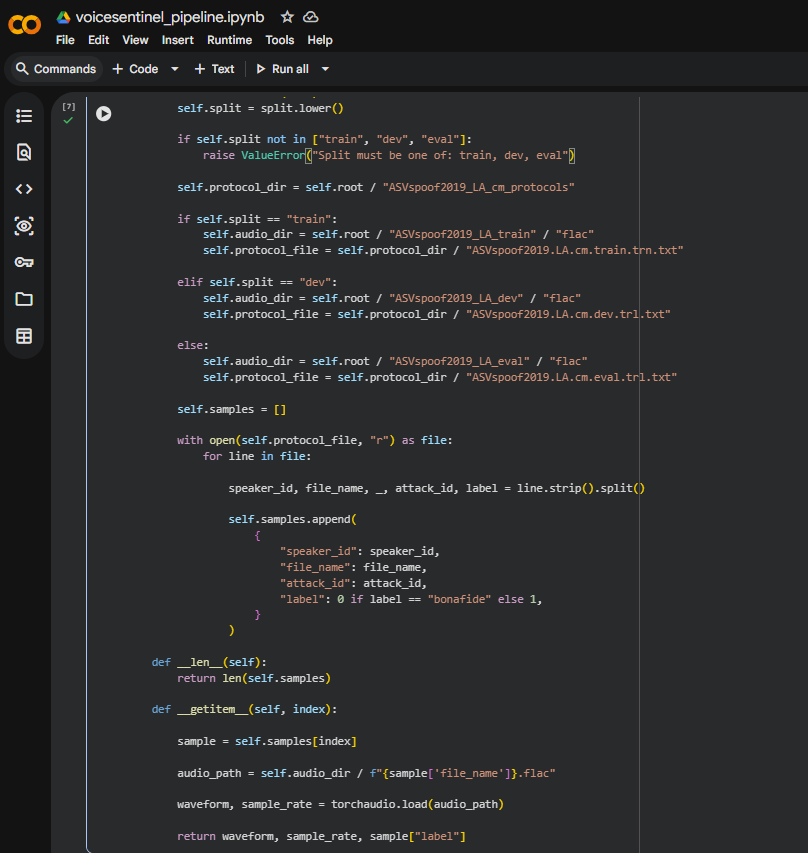 voicesentinel_pipeline.ipynb
File Edit View Insert Runtime Tools Help
Commands + Code + Text Run all
[?]
        self.split = split.lower()

        if self.split not in ["train", "dev", "eval"]:
            raise ValueError("Split must be one of: train, dev, eval")

        self.protocol_dir = self.root / "ASVspoof2019_LA_cm_protocols"

        if self.split == "train":
            self.audio_dir = self.root / "ASVspoof2019_LA_train" / "flac"
            self.protocol_file = self.protocol_dir / "ASVspoof2019.LA.cm.train.trn.txt"

        elif self.split == "dev":
            self.audio_dir = self.root / "ASVspoof2019_LA_dev" / "flac"
            self.protocol_file = self.protocol_dir / "ASVspoof2019.LA.cm.dev.trl.txt"

        else:
            self.audio_dir = self.root / "ASVspoof2019_LA_eval" / "flac"
            self.protocol_file = self.protocol_dir / "ASVspoof2019.LA.cm.eval.trl.txt"

        self.samples = []

        with open(self.protocol_file, "r") as file:
            for line in file:

                speaker_id, file_name, _, attack_id, label = line.strip().split()

                self.samples.append(
                    {
                        "speaker_id": speaker_id,
                        "file_name": file_name,
                        "attack_id": attack_id,
                        "label": 0 if label == "bonafide" else 1,
                    }
                )

    def __len__(self):
        return len(self.samples)

    def __getitem__(self, index):

        sample = self.samples[index]

        audio_path = self.audio_dir / f"{sample['file_name']}.flac"

        waveform, sample_rate = torchaudio.load(audio_path)

        return waveform, sample_rate, sample["label"]